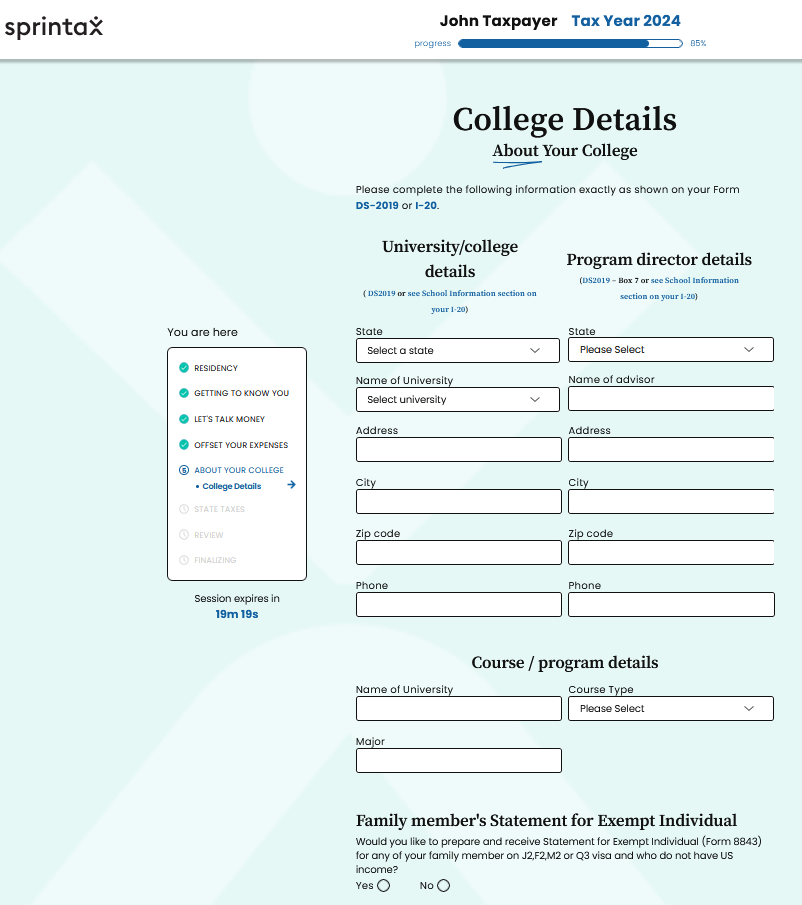 sprintax
John Taxpayer Tax Year 2024
progress 85%
College Details
About Your College
Please complete the following information exactly as shown on your Form
DS-2019 or I-20.
University/college
details
( DS2019 or see School Information section on
your I-20)
Program director details
(DS2019 – Box 7 or see School Information
section on your I-20)
You are here
RESIDENCY
GETTING TO KNOW YOU
LET'S TALK MONEY
OFFSET YOUR EXPENSES
5 ABOUT YOUR COLLEGE
• College Details
STATE TAXES
REVIEW
FINALIZING
Session expires in
19m 19s
State
Select a state
Name of University
Select university
Address
City
Zip code
Phone
State
Please Select
Name of advisor
Address
City
Zip code
Phone
Course / program details
Name of University
Course Type
Please Select
Major
Family member's Statement for Exempt Individual
Would you like to prepare and receive Statement for Exempt Individual (Form 8843)
for any of your family member on J2,F2,M2 or Q3 visa and who do not have US
income?
Yes No